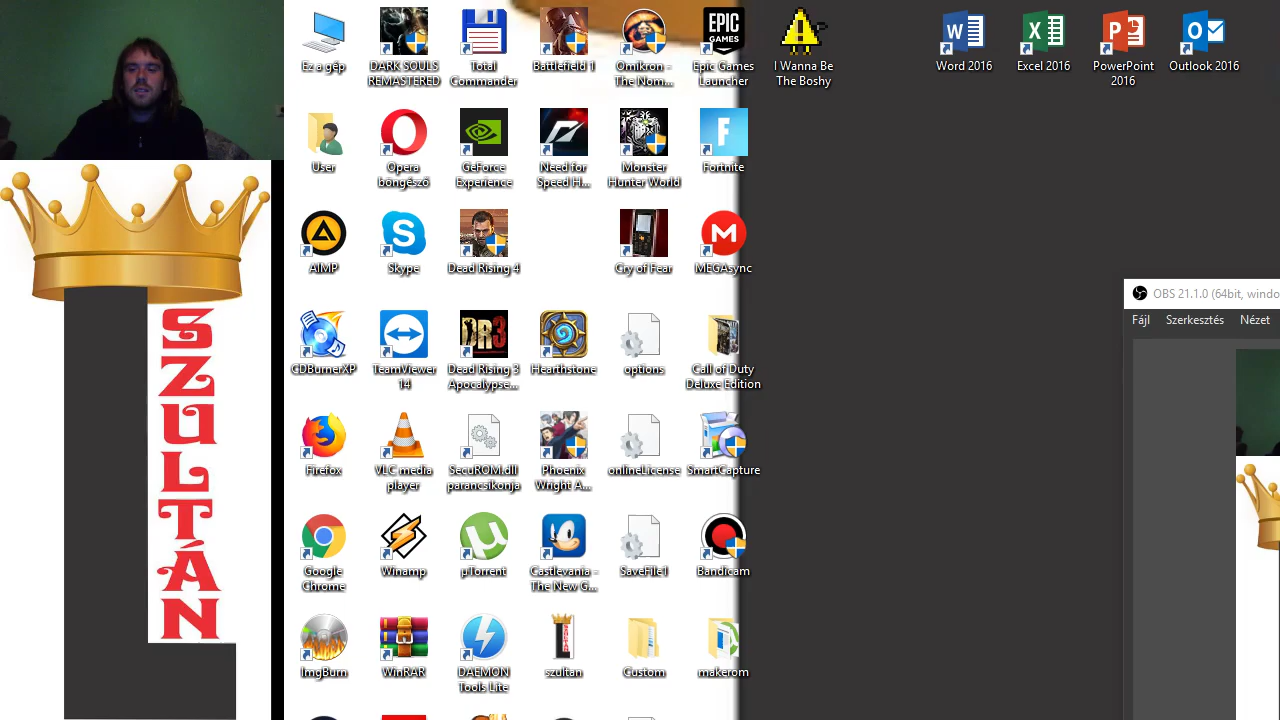 Ez a gép
DARK SOULS
REMASTERED
Total
Commander
Battlefield 1
Omikron -
The Nom...
EPIC
GAMES
Epic Games
Launcher
I Wanna Be
The Boshy
Word 2016
Excel 2016
PowerPoint
2016
Outlook 2016
User
Opera
böngésző
GeForce
Experience
Need for
Speed H...
Monster
Hunter World
Fortnite
AIMP
Skype
Dead Rising 4
Cry of Fear
MEGAsync
OBS 21.1.0 (64bit, windo
Fájl
Szerkesztés
Nézet
CDBurnerXP
TeamViewer
14
DR3
Dead Rising 3
Apocalypse...
Hearthstone
options
Call of Duty
Deluxe Edition
Firefox
VLC media
player
SecuROM.dll
parancsikonja
Phoenix
Wright A...
onlineLicense
SmartCapture
Google
Chrome
Winamp
µTorrent
Castlevania -
The New G...
SaveFile1
Bandicam
ImgBurn
WinRAR
DAEMON
Tools Lite
szultan
Custom
makerom
L
SZULTÁN